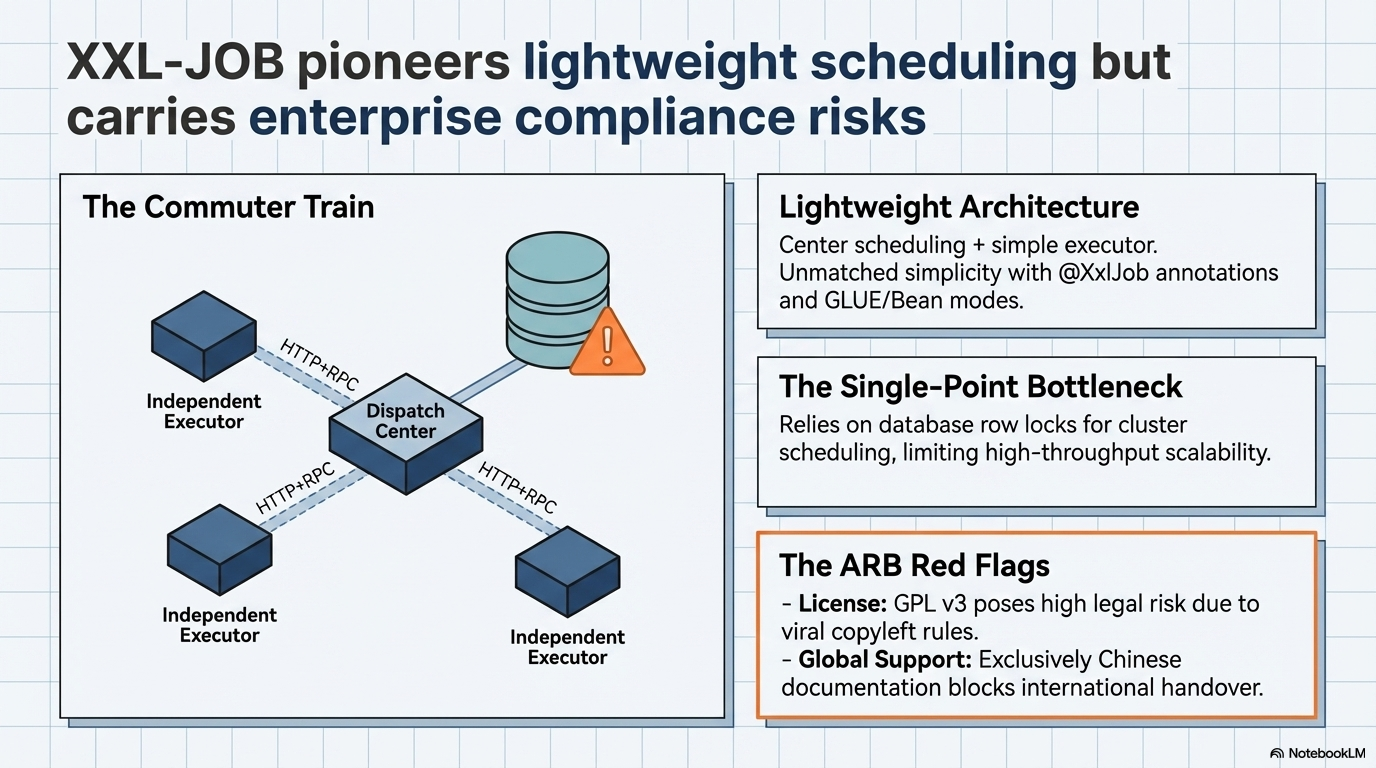 XXL-JOB pioneers lightweight scheduling but
carries enterprise compliance risks
The Commuter Train
HTTP+RPC
Independent
Executor
Dispatch
Center
HTTP+RPC
HTTP+RPC
Independent
Executor
Independent
Executor
Lightweight Architecture
Center scheduling + simple executor.
Unmatched simplicity with @XxlJob annotations
and GLUE/Bean modes.
The Single-Point Bottleneck
Relies on database row locks for cluster
scheduling, limiting high-throughput scalability.
The ARB Red Flags
- License: GPL v3 poses high legal risk due to
viral copyleft rules.
- Global Support: Exclusively Chinese
documentation blocks international handover.
NotebookLM